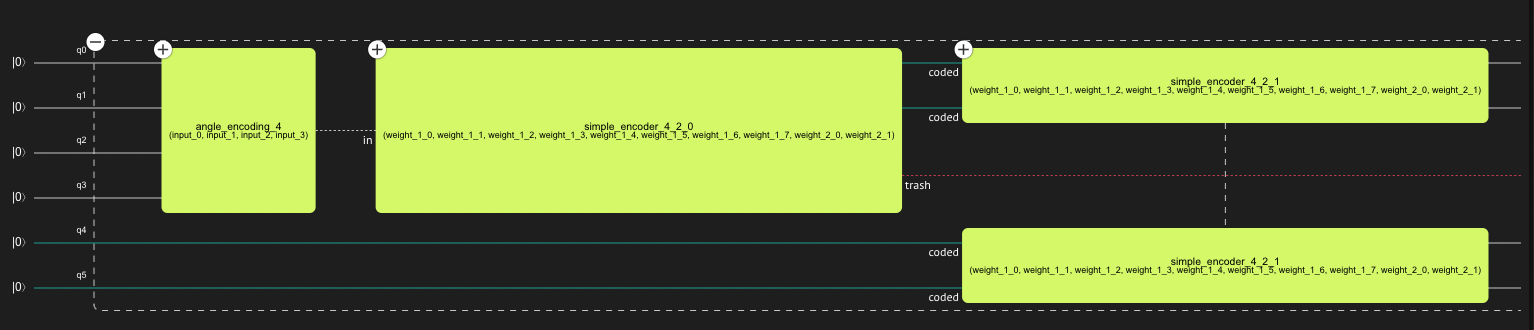 q0
|0⟩
q1
|0⟩
q2
|0⟩
q3
|0⟩
q4
|0⟩
q5
|0⟩
angle_encoding_4
(input_0, input_1, input_2, input_3)
in
simple_encoder_4_2_0
(weight_1_0, weight_1_1, weight_1_2, weight_1_3, weight_1_4, weight_1_5, weight_1_6, weight_1_7, weight_2_0, weight_2_1)
coded
coded
trash
coded
coded
simple_encoder_4_2_1
(weight_1_0, weight_1_1, weight_1_2, weight_1_3, weight_1_4, weight_1_5, weight_1_6, weight_1_7, weight_2_0, weight_2_1)
simple_encoder_4_2_1
(weight_1_0, weight_1_1, weight_1_2, weight_1_3, weight_1_4, weight_1_5, weight_1_6, weight_1_7, weight_2_0, weight_2_1)